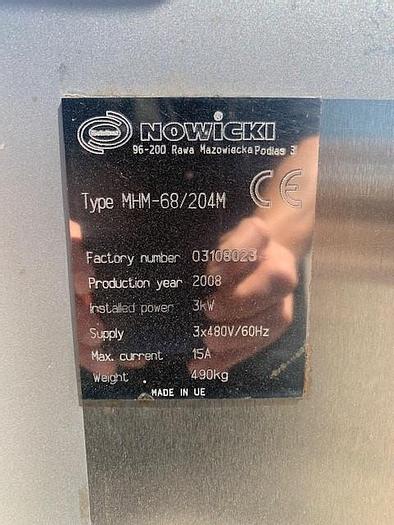 NOWICKI
96-200 Rawa Mazowiecka Podlas 3
Type MHM-68/204M CE
Factory number 03108023
Production year 2008
Installed power 3kW
Supply 3x480V/60Hz
Max. current 15A
Weight 490kg
MADE IN UE